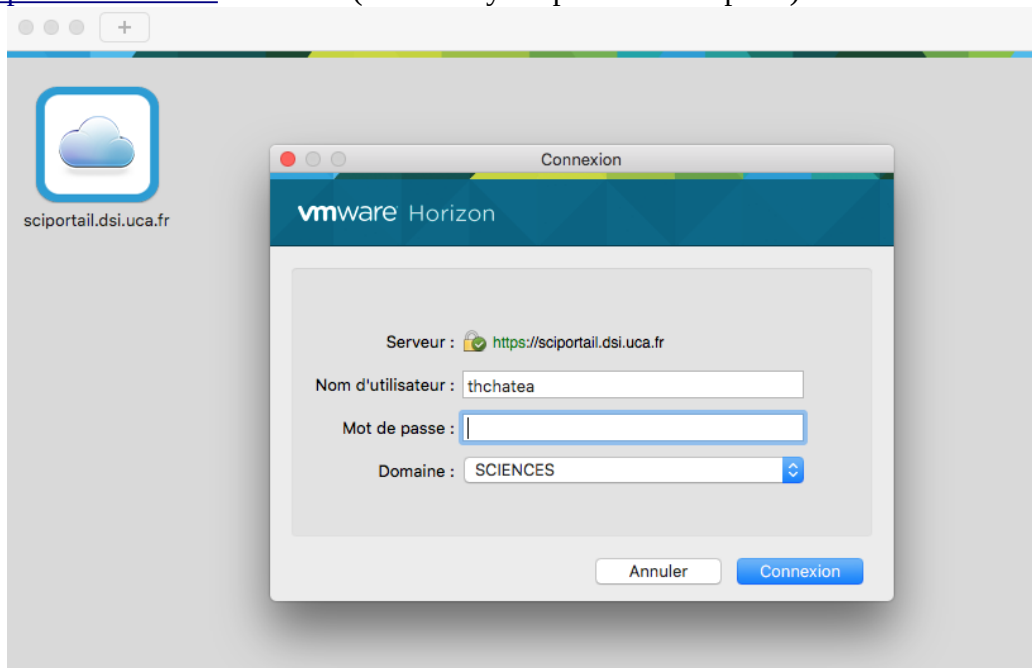 +
Connexion
vmware Horizon
sciportail.dsi.uca.fr
Serveur : https://sciportail.dsi.uca.fr
Nom d'utilisateur : thchatea
Mot de passe :
Domaine : SCIENCES
Annuler Connexion